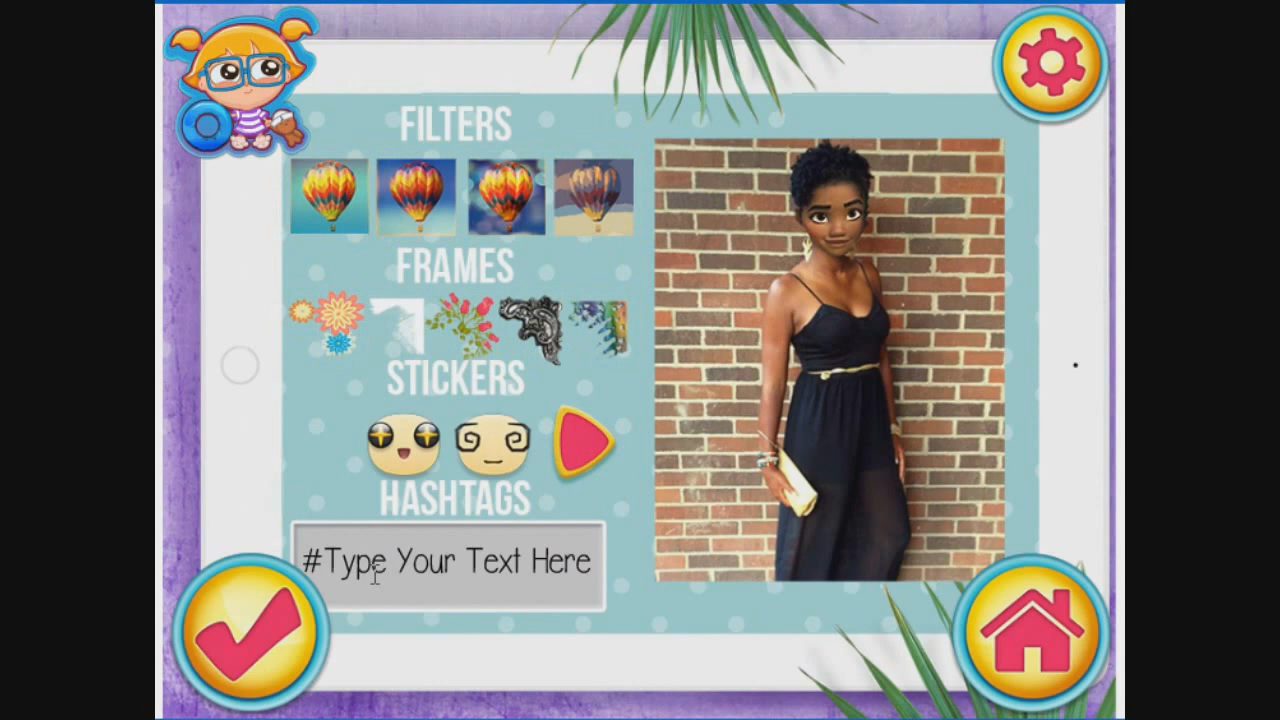 FILTERS
FRAMES
STICKERS
HASHTAGS
#Type Your Text Here